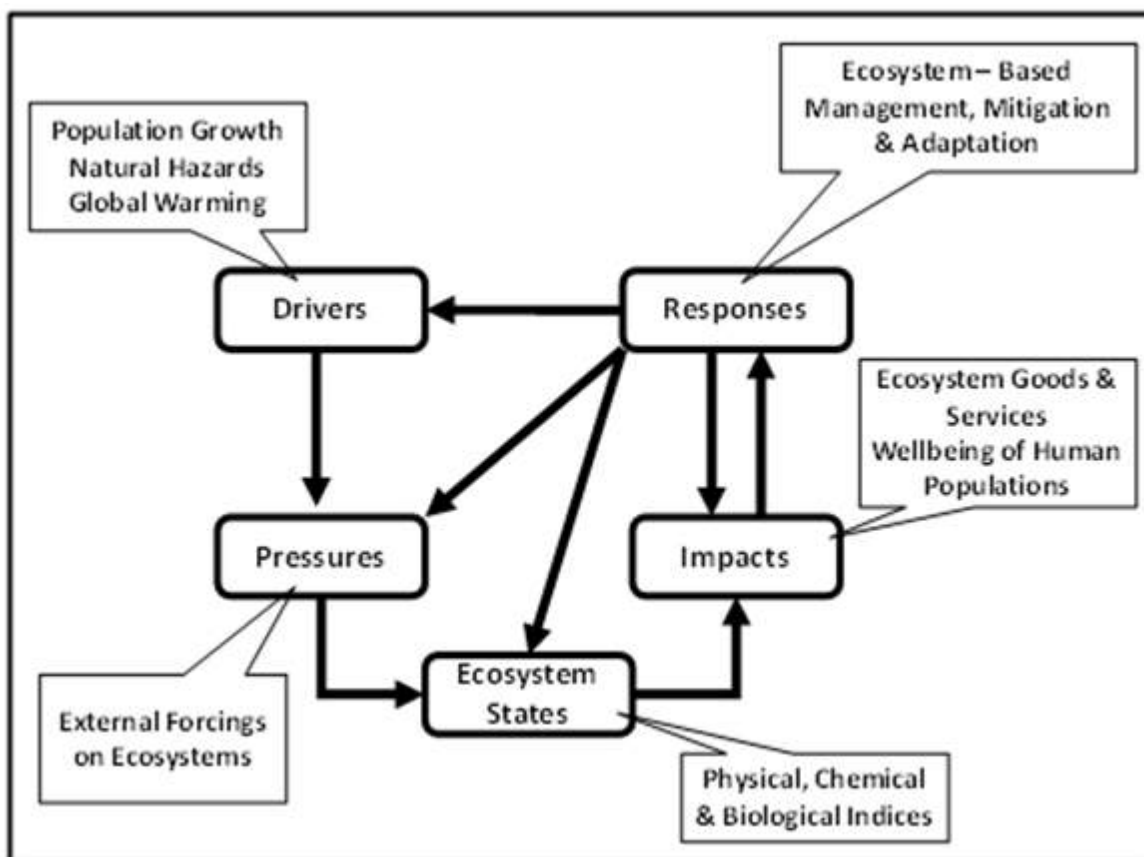 Ecosystem – Based
Management, Mitigation
& Adaptation
Population Growth
Natural Hazards
Global Warming
Drivers
Responses
Ecosystem Goods &
Services
Wellbeing of Human
Populations
Pressures
Impacts
Ecosystem
States
External Forcings
on Ecosystems
Physical, Chemical
& Biological Indices